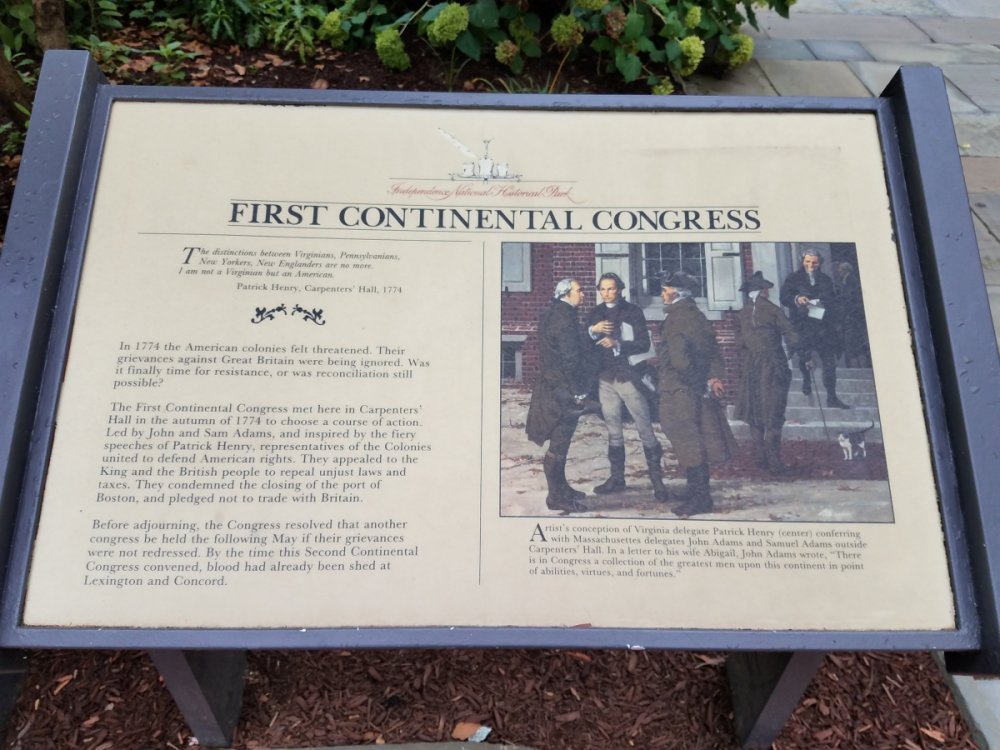 Independence National Historical Park
FIRST CONTINENTAL CONGRESS
The distinctions between Virginians, Pennsylvanians,
New Yorkers, New Englanders are no more.
I am not a Virginian but an American.
Patrick Henry, Carpenters' Hall, 1774
In 1774 the American colonies felt threatened. Their
grievances against Great Britain were being ignored. Was
it finally time for resistance, or was reconciliation still
possible?
The First Continental Congress met here in Carpenters'
Hall in the autumn of 1774 to choose a course of action.
Led by John and Sam Adams, and inspired by the fiery
speeches of Patrick Henry, representatives of the Colonies
united to defend American rights. They appealed to the
King and the British people to repeal unjust laws and
taxes. They condemned the closing of the port of
Boston, and pledged not to trade with Britain.
Before adjourning, the Congress resolved that another
congress be held the following May if their grievances
were not redressed. By the time this Second Continental
Congress convened, blood had already been shed at
Lexington and Concord.
Artist's conception of Virginia delegate Patrick Henry (center) conferring
with Massachusettes delegates John Adams and Samuel Adams outside
Carpenters' Hall. In a letter to his wife Abigail, John Adams wrote, "There
is in Congress a collection of the greatest men upon this continent in point
of abilities, virtues, and fortunes."